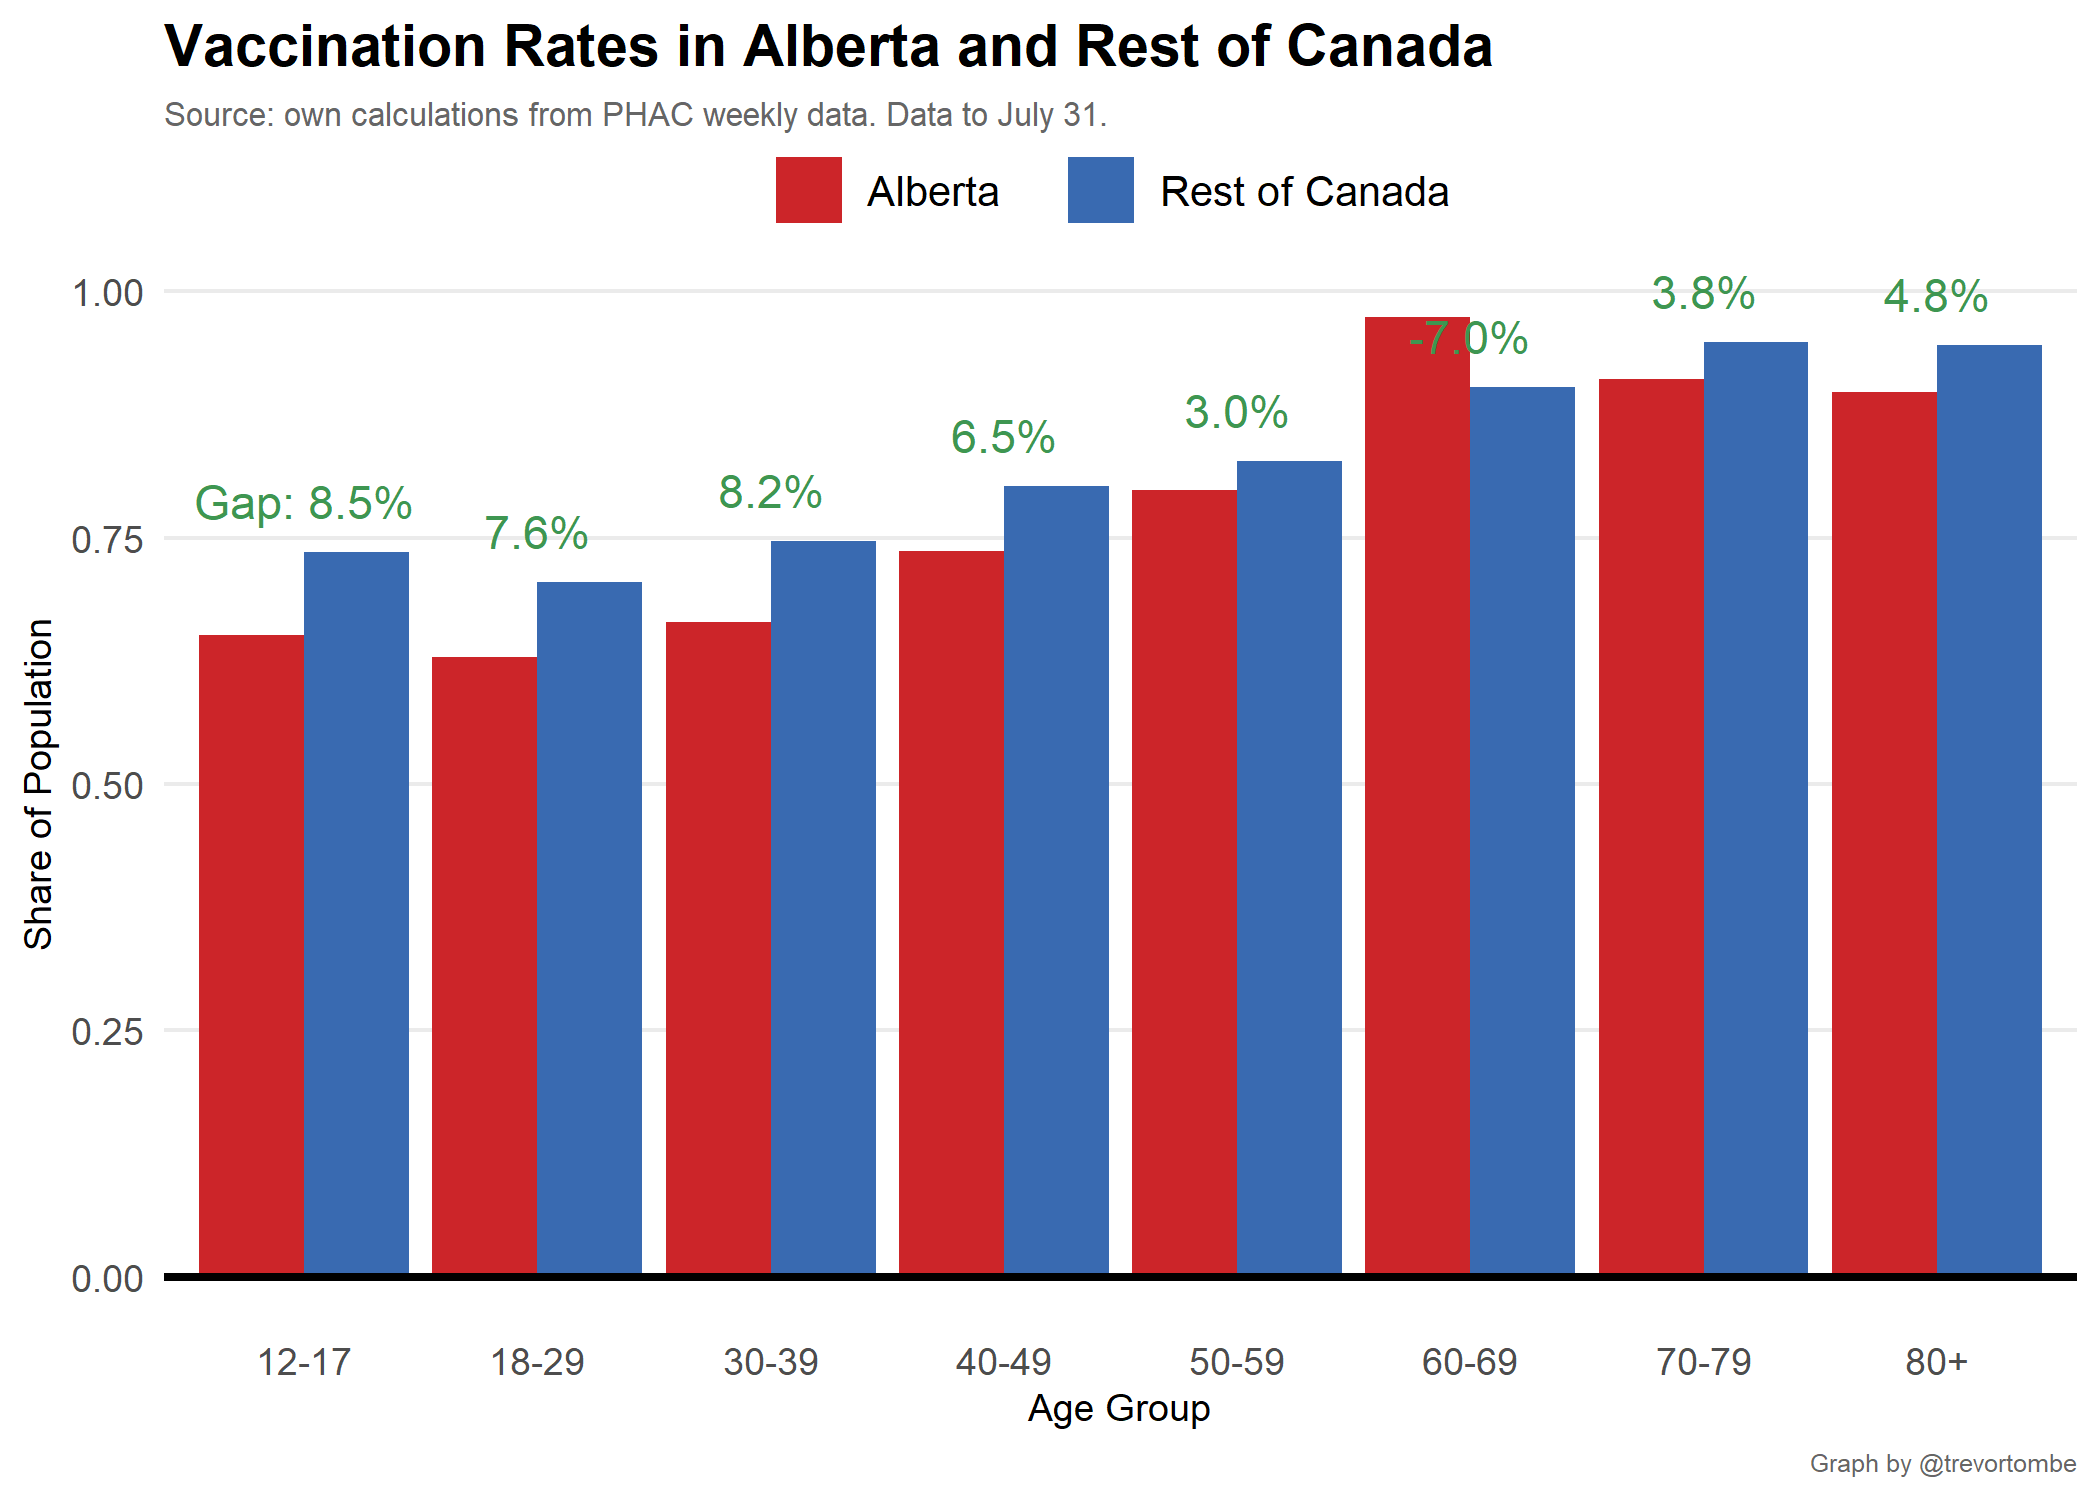 Vaccination Rates in Alberta and Rest of Canada
Source: own calculations from PHAC weekly data. Data to July 31.
Alberta
Rest of Canada
1.00
0.75
0.50
0.25
0.00
Share of Population
Gap: 8.5%
7.6%
8.2%
6.5%
3.0%
-7.0%
3.8%
4.8%
12-17
18-29
30-39
40-49
50-59
60-69
70-79
80+
Age Group
Graph by @trevortombe